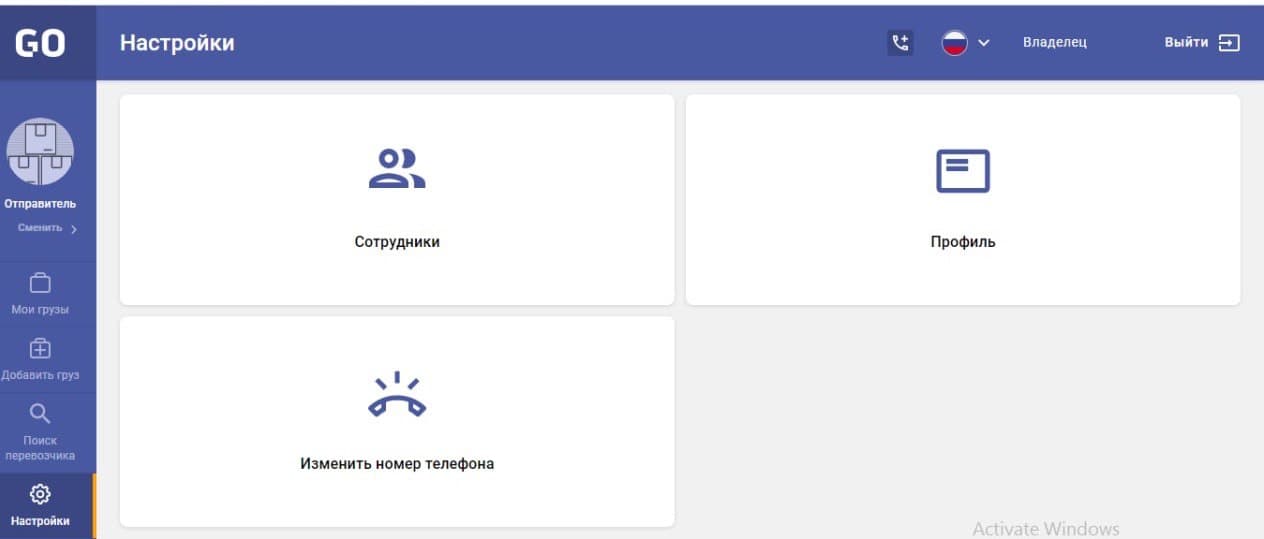 GO
Настройки
Владелец
Выйти
Отправитель
Сменить
Мои грузы
Добавить груз
Поиск
перевозчика
Настройки
Сотрудники
Профиль
Изменить номер телефона
Activate Windows